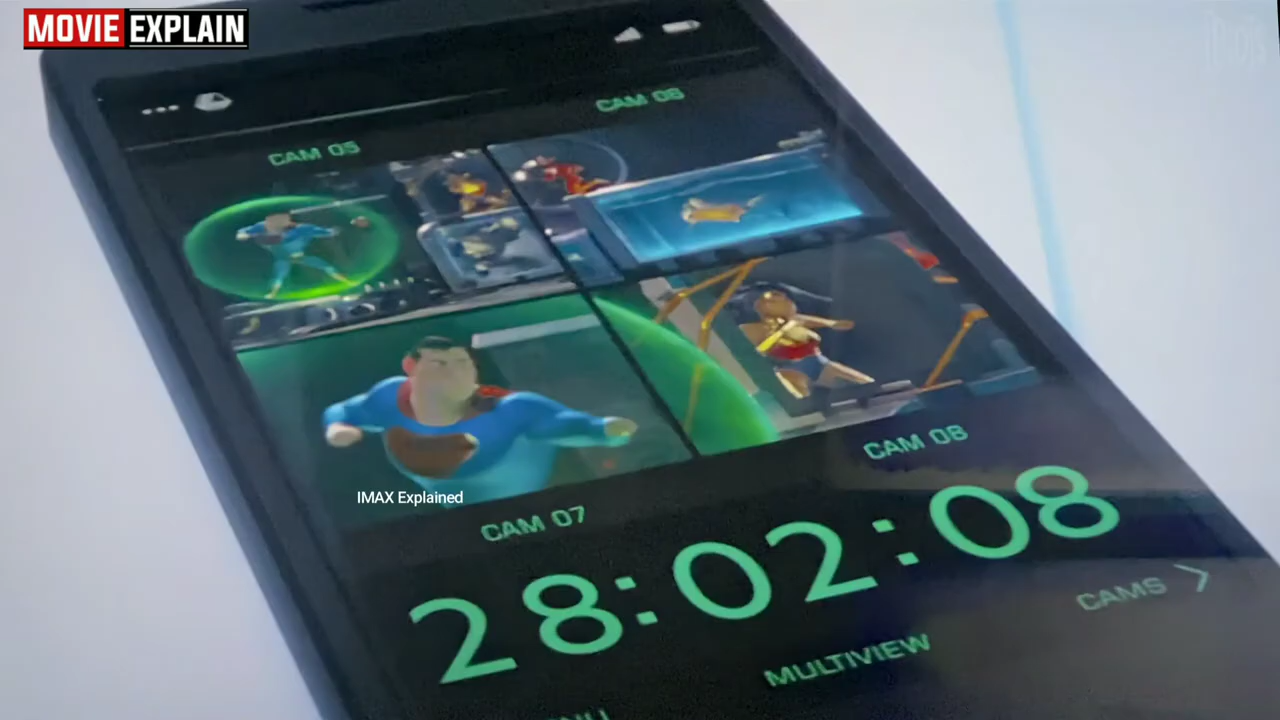 MOVIE EXPLAIN
CAM 05
CAM 06
IMAX Explained
CAM 07
CAM 08
28:02:08
CAMS
MULTIVIEW